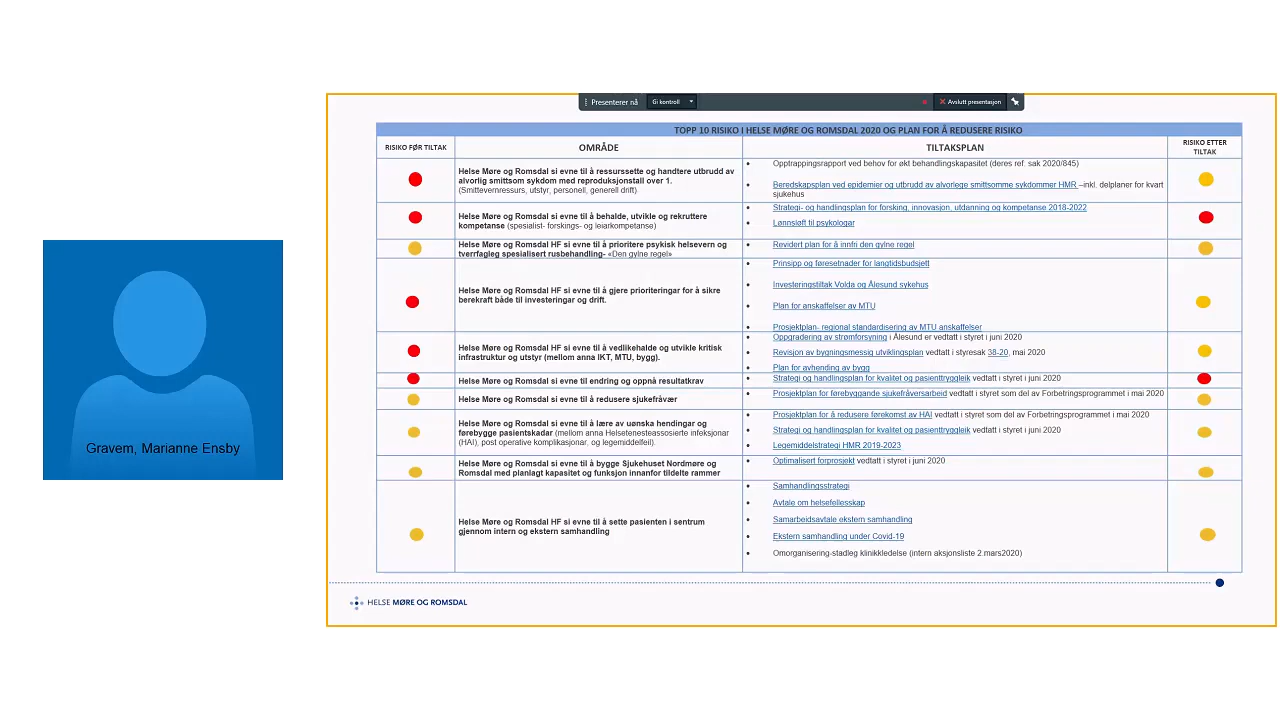 Presenterer nå
Gi kontroll
Avslutt presentasjon
TOPP 10 RISIKO I HELSE MØRE OG ROMSDAL 2020 OG PLAN FOR Å REDUSERE RISIKO
RISIKO FØR TILTAK
OMRÅDE
TILTAKSPLAN
RISIKO ETTER
TILTAK
Helse Møre og Romsdal si evne til å ressurssette og handtere utbrudd av
alvorlig smittsom sykdom med reproduksjonstall over 1.
(Smittevernressurs, utstyr, personell, generell drift)
• Opptrappingsrapport ved behov for økt behandlingskapasitet (deres ref. sak 2020/845)
• Beredskapsplan ved epidemier og utbrudd av alvorlege smittsomme sykdommer HMR –inkl. delplaner for kvart
sjukehus
Helse Møre og Romsdal si evne til å behalde, utvikle og rekruttere
kompetanse (spesialist- forskings- og leiarkompetanse)
• Strategi- og handlingsplan for forsking, innovasjon, utdanning og kompetanse 2018-2022
• Lønnsløft til psykologar
Helse Møre og Romsdal HF si evne til å prioritere psykisk helsevern og
tverrfagleg spesialisert rusbehandling- «Den gylne regel»
• Revidert plan for å innfri den gylne regel
Helse Møre og Romsdal HF si evne til å gjere prioriteringar for å sikre
berekraft både til investeringar og drift.
• Prinsipp og føresetnader for langtidsbudsjett
• Investeringstiltak Volda og Ålesund sykehus
• Plan for anskaffelser av MTU
• Prosjektplan- regional standardisering av MTU anskaffelser
Helse Møre og Romsdal si evne til å vedlikehalde og utvikle kritisk
infrastruktur og utstyr (mellom anna IKT, MTU, bygg).
• Oppgradering av strømforsyning i Ålesund er vedtatt i styret i juni 2020
• Revisjon av bygningsmessig utviklingsplan vedtatt i styresak 38-20, mai 2020
• Plan for avhending av bygg
Helse Møre og Romsdal si evne til endring og oppnå resultatkrav
• Strategi og handlingsplan for kvalitet og pasienttryggleik vedtatt i styret i juni 2020
Helse Møre og Romsdal si evne til å redusere sjukefråvær
• Prosjektplan for førebyggande sjukefråversarbeid vedtatt i styret som del av Forbetringsprogrammet i mai 2020
Helse Møre og Romsdal si evne til å lære av uønska hendingar og
førebygge pasientskadar (mellom anna Helsetenesteassosierte infeksjonar
(HAI), post operative komplikasjonar, og legemiddelfeil).
• Prosjektplan for å redusere førekomst av HAI vedtatt i styret som del av Forbetringsprogrammet i mai 2020
• Strategi og handlingsplan for kvalitet og pasienttryggleik vedtatt i styret i juni 2020
• Legemiddelstrategi HMR 2019-2023
Helse Møre og Romsdal si evne til å bygge Sjukehuset Nordmøre og
Romsdal med planlagt kapasitet og funksjon innanfor tildelte rammer
• Optimalisert forprosjekt vedtatt i styret i juni 2020
Helse Møre og Romsdal HF si evne til å sette pasienten i sentrum
gjennom intern og ekstern samhandling
• Samhandlingsstrategi
• Avtale om helsefellesskap
• Samarbeidsavtale ekstern samhandling
• Ekstern samhandling under Covid-19
• Omorganisering-stadleg klinikkledelse (intern aksjonsliste 2.mars2020)
HELSE MØRE OG ROMSDAL
Gravem, Marianne Ensby